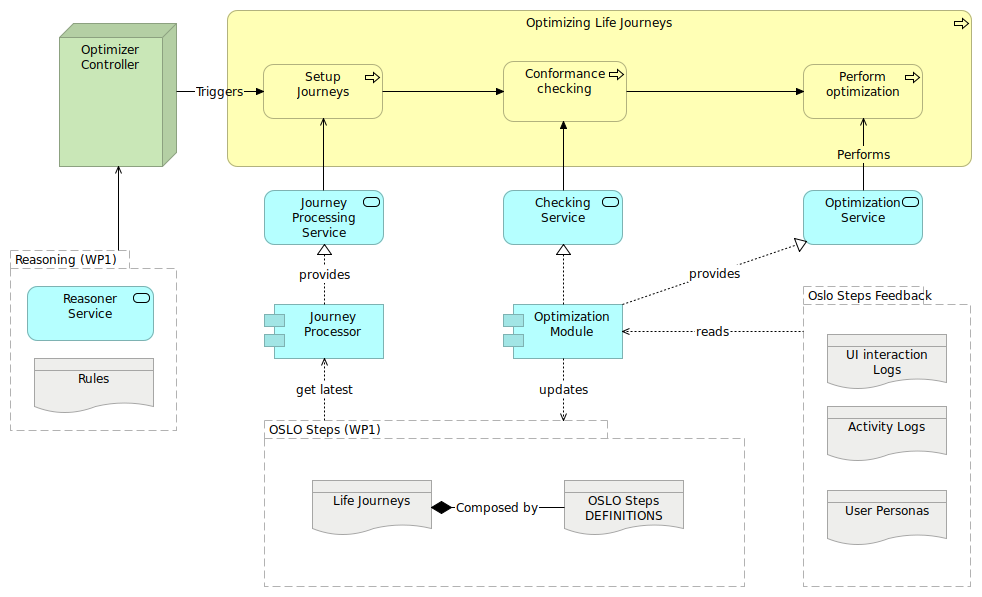 Optimizing Life Journeys
Optimizer
Controller
Triggers
Setup
Journeys
Conformance
checking
Perform
optimization
Performs
Journey
Processing
Service
Checking
Service
Optimization
Service
Reasoning (WP1)
Reasoner
Service
Rules
provides
provides
Journey
Processor
Optimization
Module
reads
Oslo Steps Feedback
UI interaction
Logs
Activity Logs
User Personas
get latest
updates
OSLO Steps (WP1)
Life Journeys
Composed by
OSLO Steps
DEFINITIONS